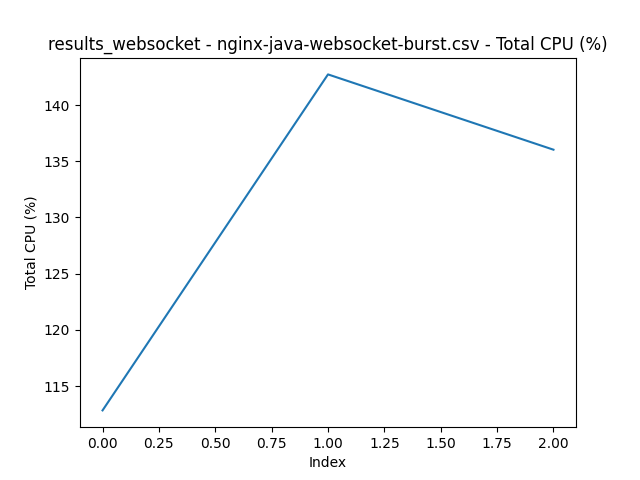 results_websocket - nginx-java-websocket-burst.csv - Total CPU (%)
Total CPU (%)
140
135
130
125
120
115
0.00 0.25 0.50 0.75 1.00 1.25 1.50 1.75 2.00
Index